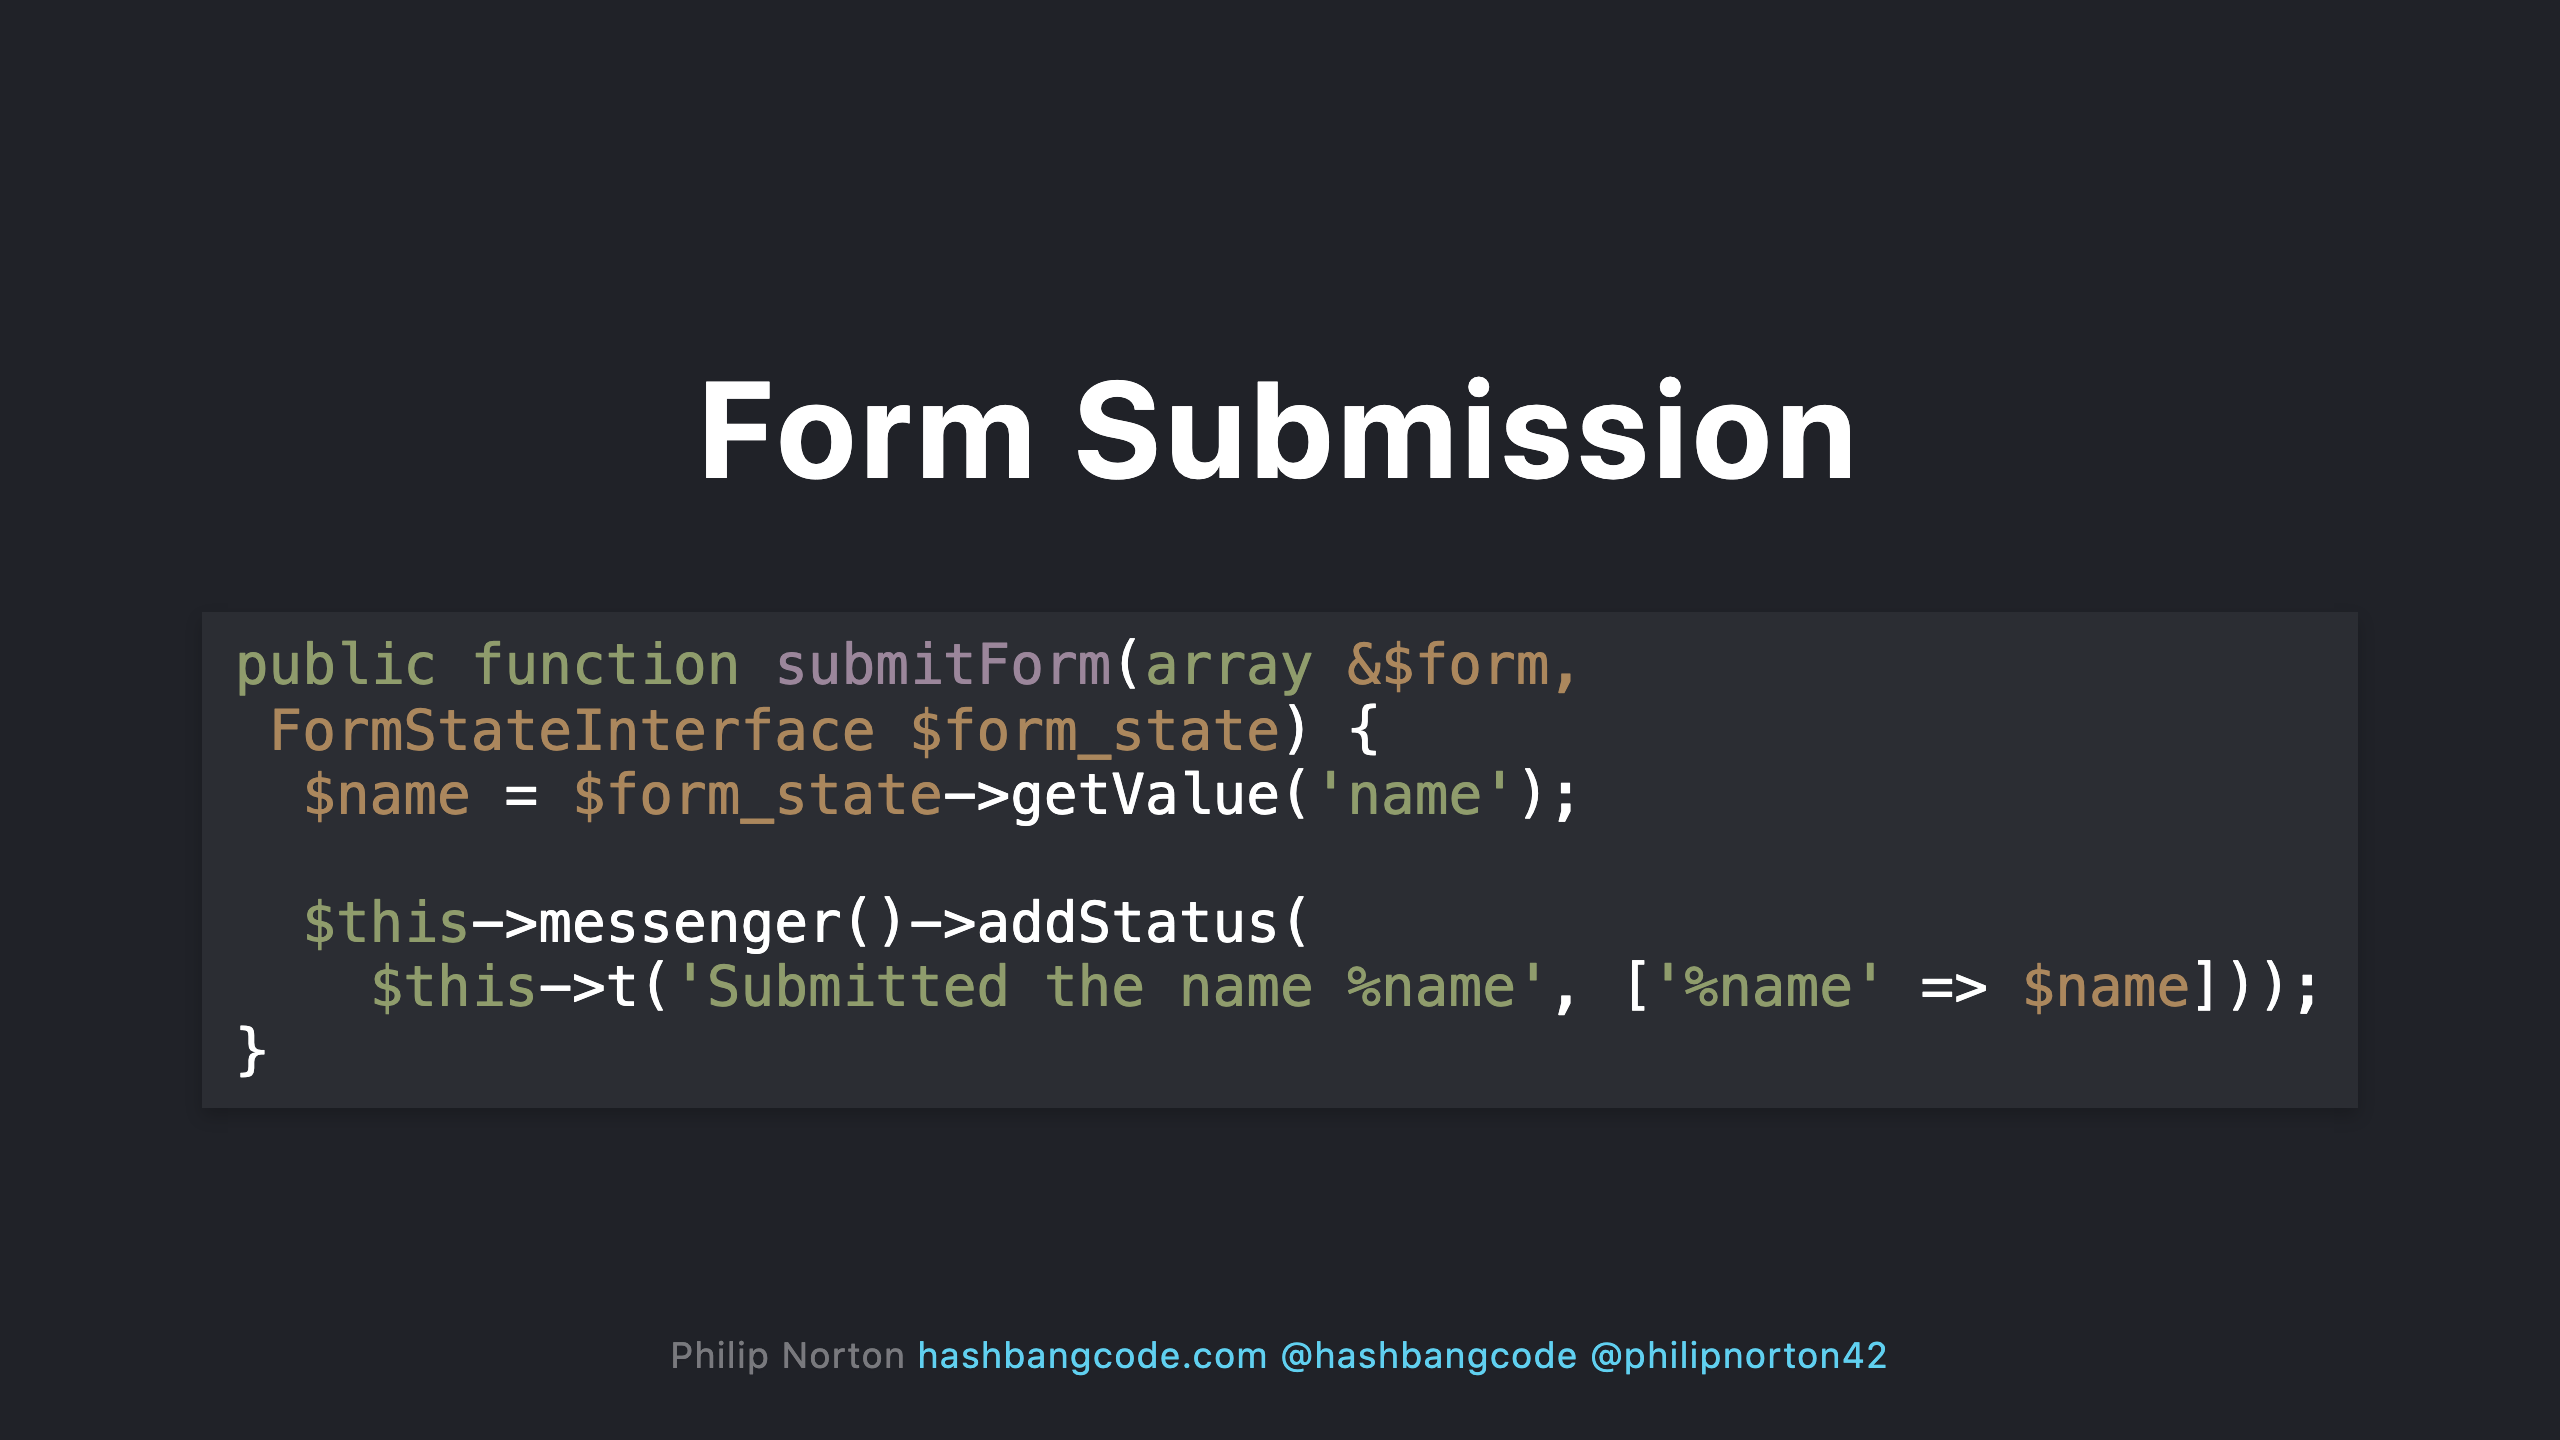 Form Submission
public function submitForm(array &$form,
 FormStateInterface $form_state) {
  $name = $form_state->getValue('name');

  $this->messenger()->addStatus(
    $this->t('Submitted the name %name', ['%name' => $name]));
}
Philip Norton hashbangcode.com @hashbangcode @philipnorton42